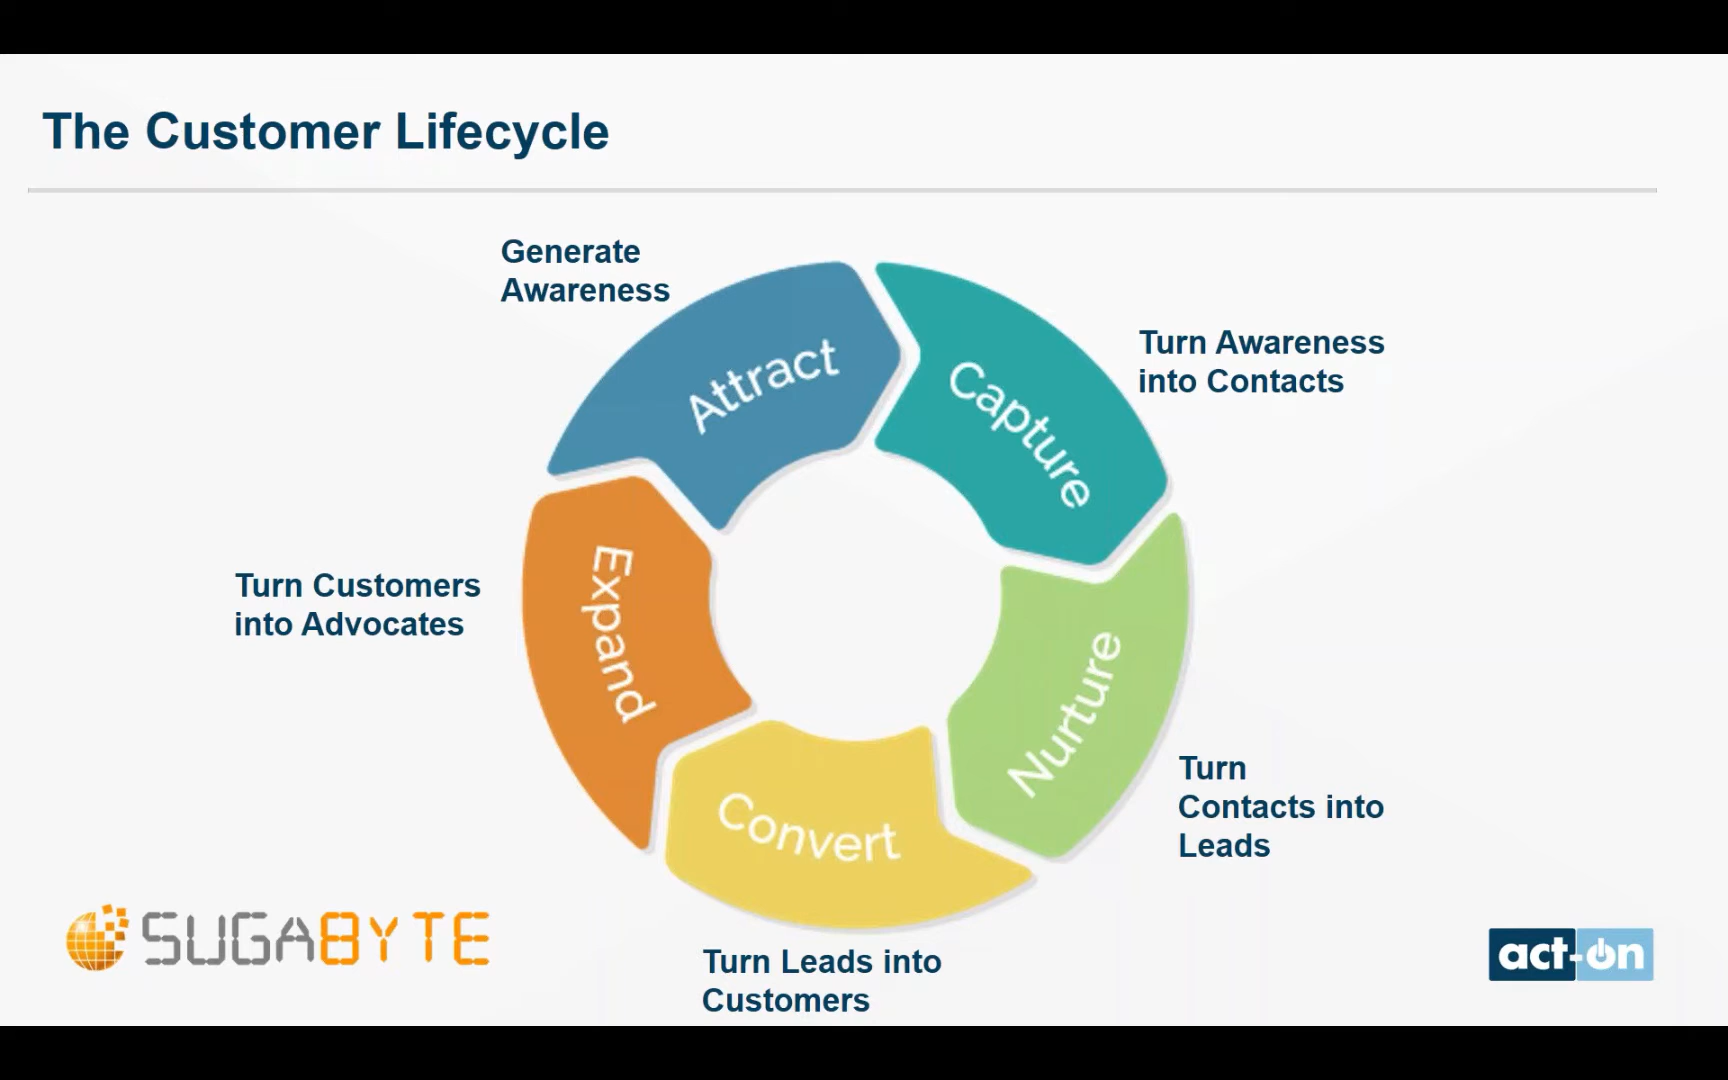 The Customer Lifecycle
Generate
Awareness
Attract
Capture
Turn Awareness
into Contacts
Expand
Turn Customers
into Advocates
Nurture
Turn
Contacts into
Leads
Convert
Turn Leads into
Customers
SUGABYTE
act-on